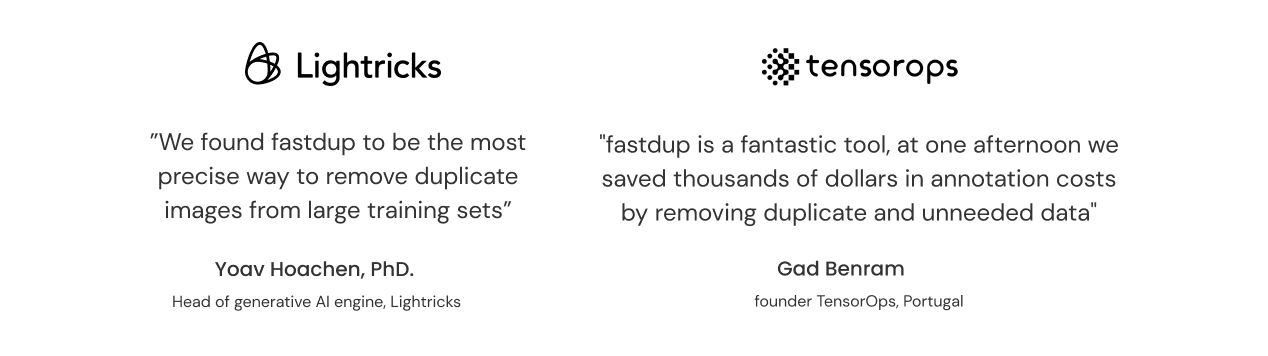 Lightricks
”We found fastdup to be the most
precise way to remove duplicate
images from large training sets”
Yoav Hoachen, PhD.
Head of generative AI engine, Lightricks
tensorops
"fastdup is a fantastic tool, at one afternoon we
saved thousands of dollars in annotation costs
by removing duplicate and unneeded data"
Gad Benram
founder TensorOps, Portugal